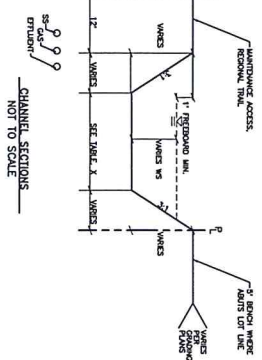 MAINTENANCE ACCESS,
REGIONAL TRAIL
5' BENCH WHERE
ABUTS LOT LINE
VARIES
PER
GRADING
PLANS
1' FREEBOARD MIN.
VARIES
VARIES WS
VARIES
12'
VARIES
SEE TABLE, X
VARIES
SS
GAS
EFFLUENT
CHANNEL SECTIONS
NOT TO SCALE